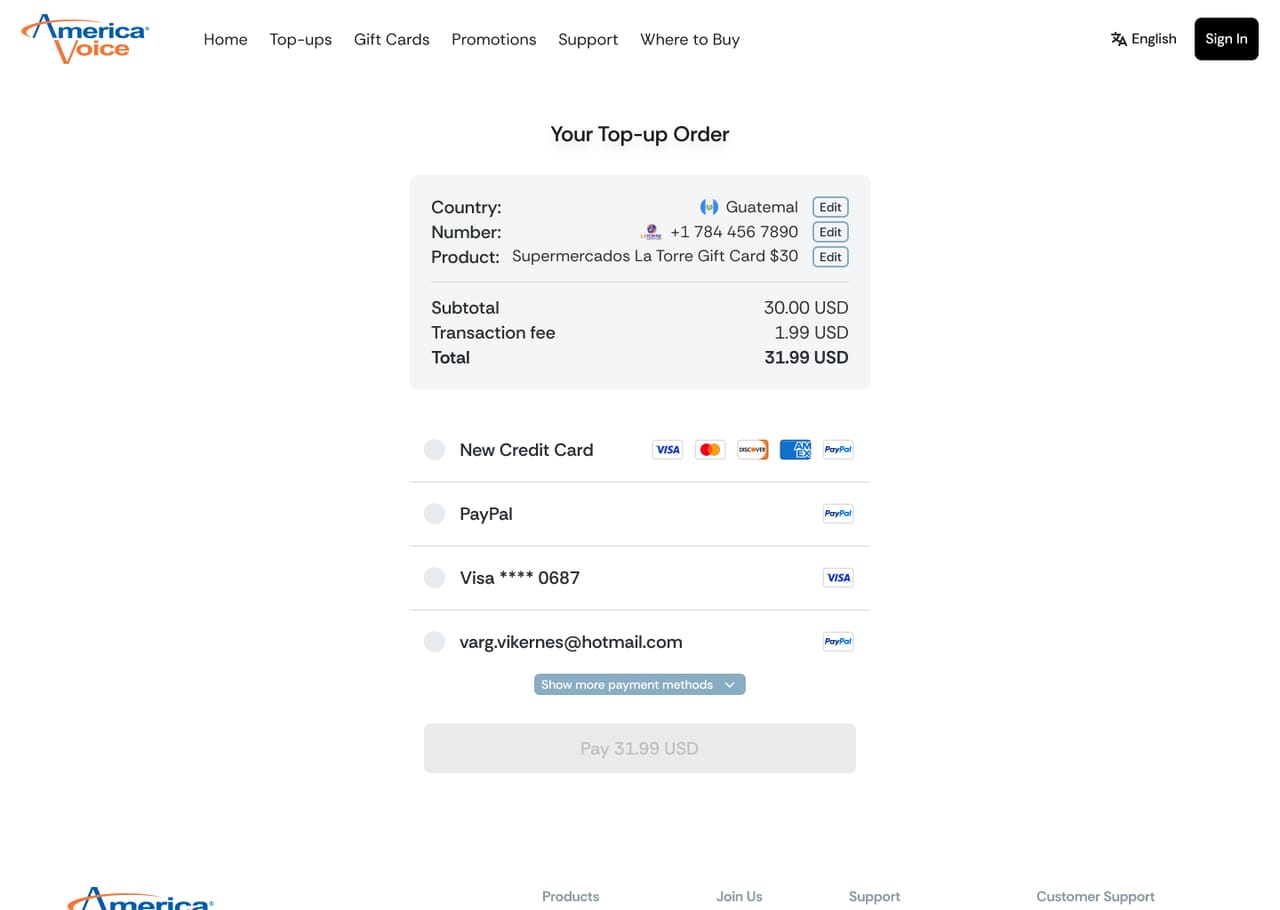 America®
Voice
Home Top-ups Gift Cards Promotions Support Where to Buy
English
Sign In
Your Top-up Order
Country: Guatemal Edit
Number: +1 784 456 7890 Edit
Product: Supermercados La Torre Gift Card $30 Edit
Subtotal 30.00 USD
Transaction fee 1.99 USD
Total 31.99 USD
New Credit Card VISA DISCOVER AM EX PayPal
PayPal PayPal
Visa **** 0687 VISA
varg.vikernes@hotmail.com PayPal
Show more payment methods
Pay 31.99 USD
America®
Products Join Us Support Customer Support